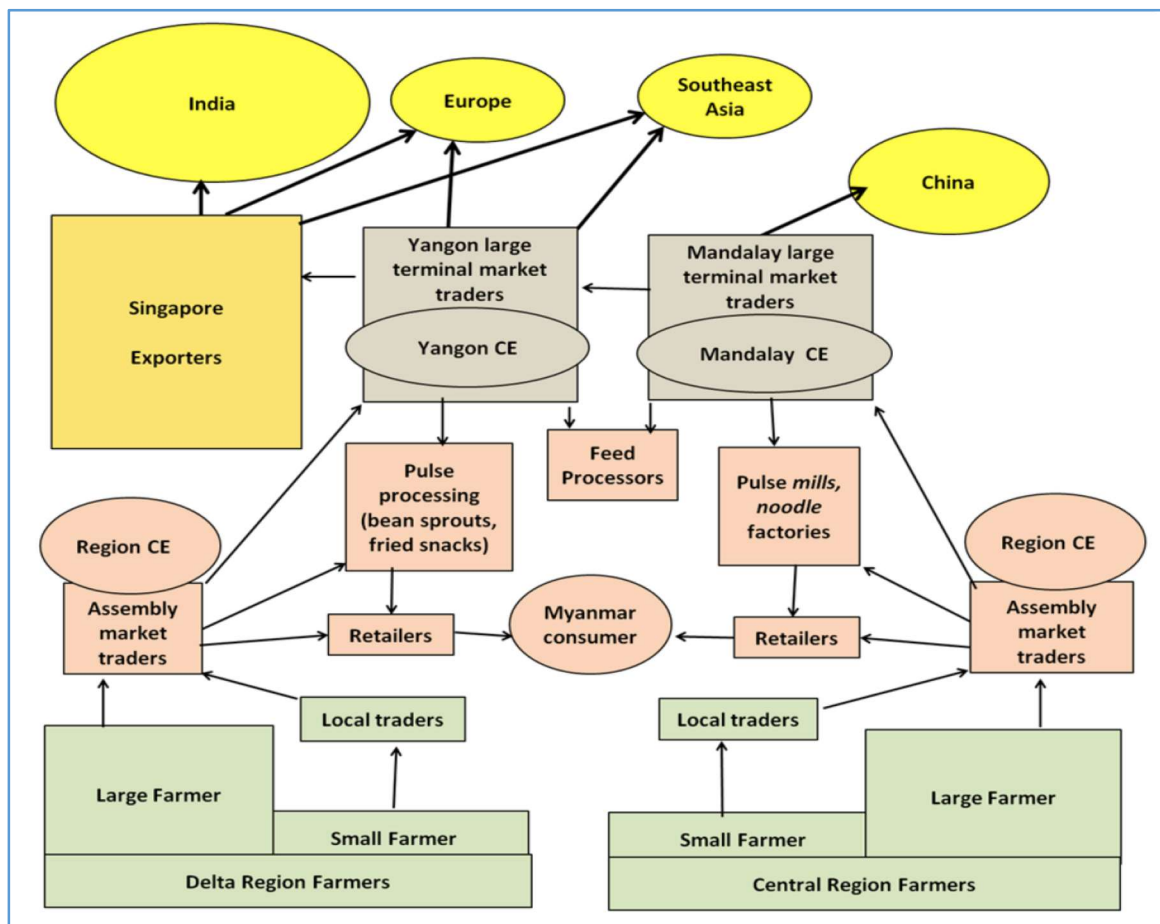 India
Europe
Southeast
Asia
China
Singapore
Exporters
Yangon large
terminal market
traders
Yangon CE
Mandalay large
terminal market
traders
Mandalay CE
Pulse
processing
(bean sprouts,
fried snacks)
Feed
Processors
Pulse mills,
noodle
factories
Region CE
Assembly
market
traders
Retailers
Myanmar
consumer
Retailers
Region CE
Assembly
market
traders
Local traders
Large Farmer
Small Farmer
Delta Region Farmers
Local traders
Large Farmer
Small Farmer
Central Region Farmers